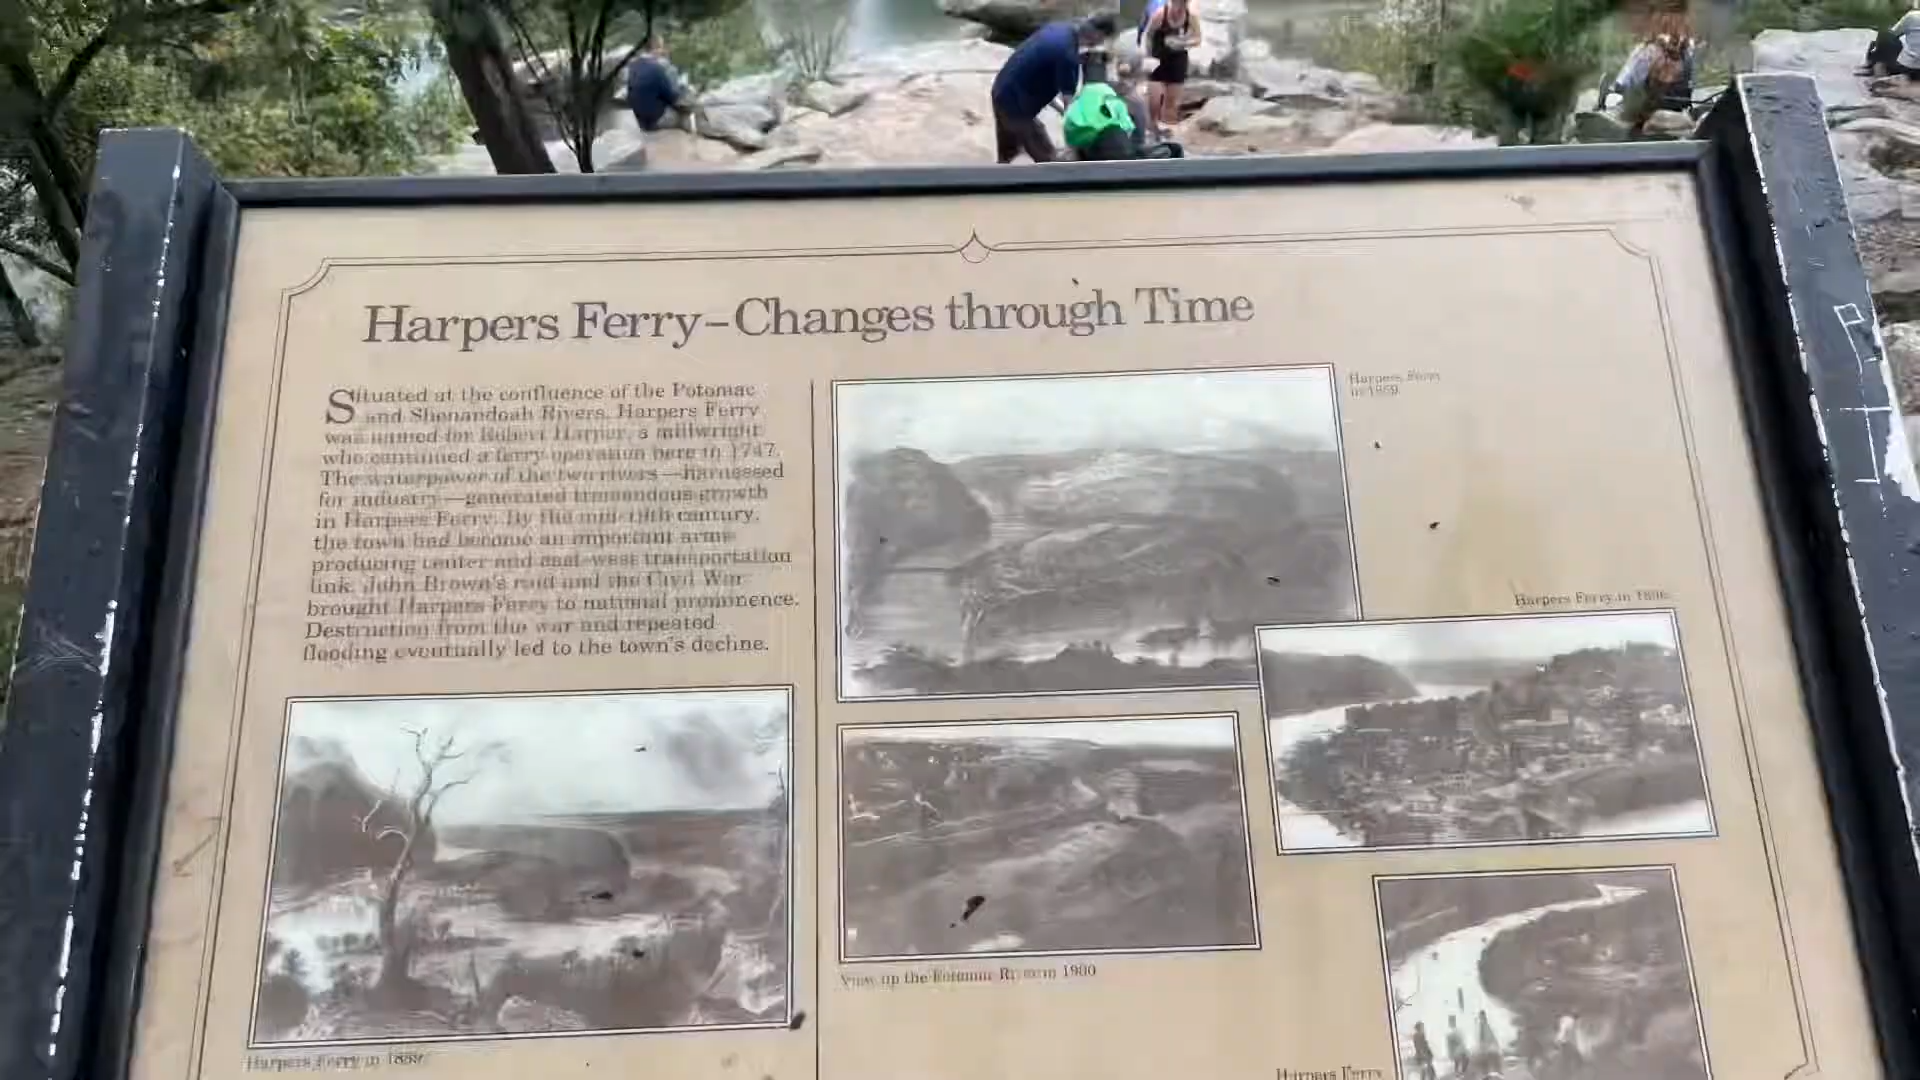 Harpers Ferry–Changes through Time
Situated at the confluence of the Potomac
and Shenandoah Rivers, Harpers Ferry
was named for Robert Harper, a millwright
who continued a ferry operation here in 1747.
The waterpower of the two rivers—harnessed
for industry—generated tremendous growth
in Harpers Ferry. By the mid-19th century,
the town had become an important arms-
producing center and east-west transportation
link. John Brown's raid and the Civil War
brought Harpers Ferry to national prominence.
Destruction from the war and repeated
flooding eventually led to the town's decline.
Harpers Ferry
Harpers Ferry in
View up the Potomac River in 1900
Harpers Ferry in
Harpers Ferry